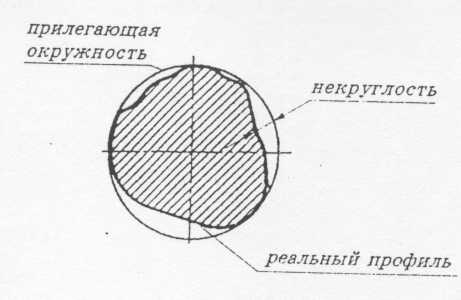 прилегающая
окружность
некруглость
реальный профиль